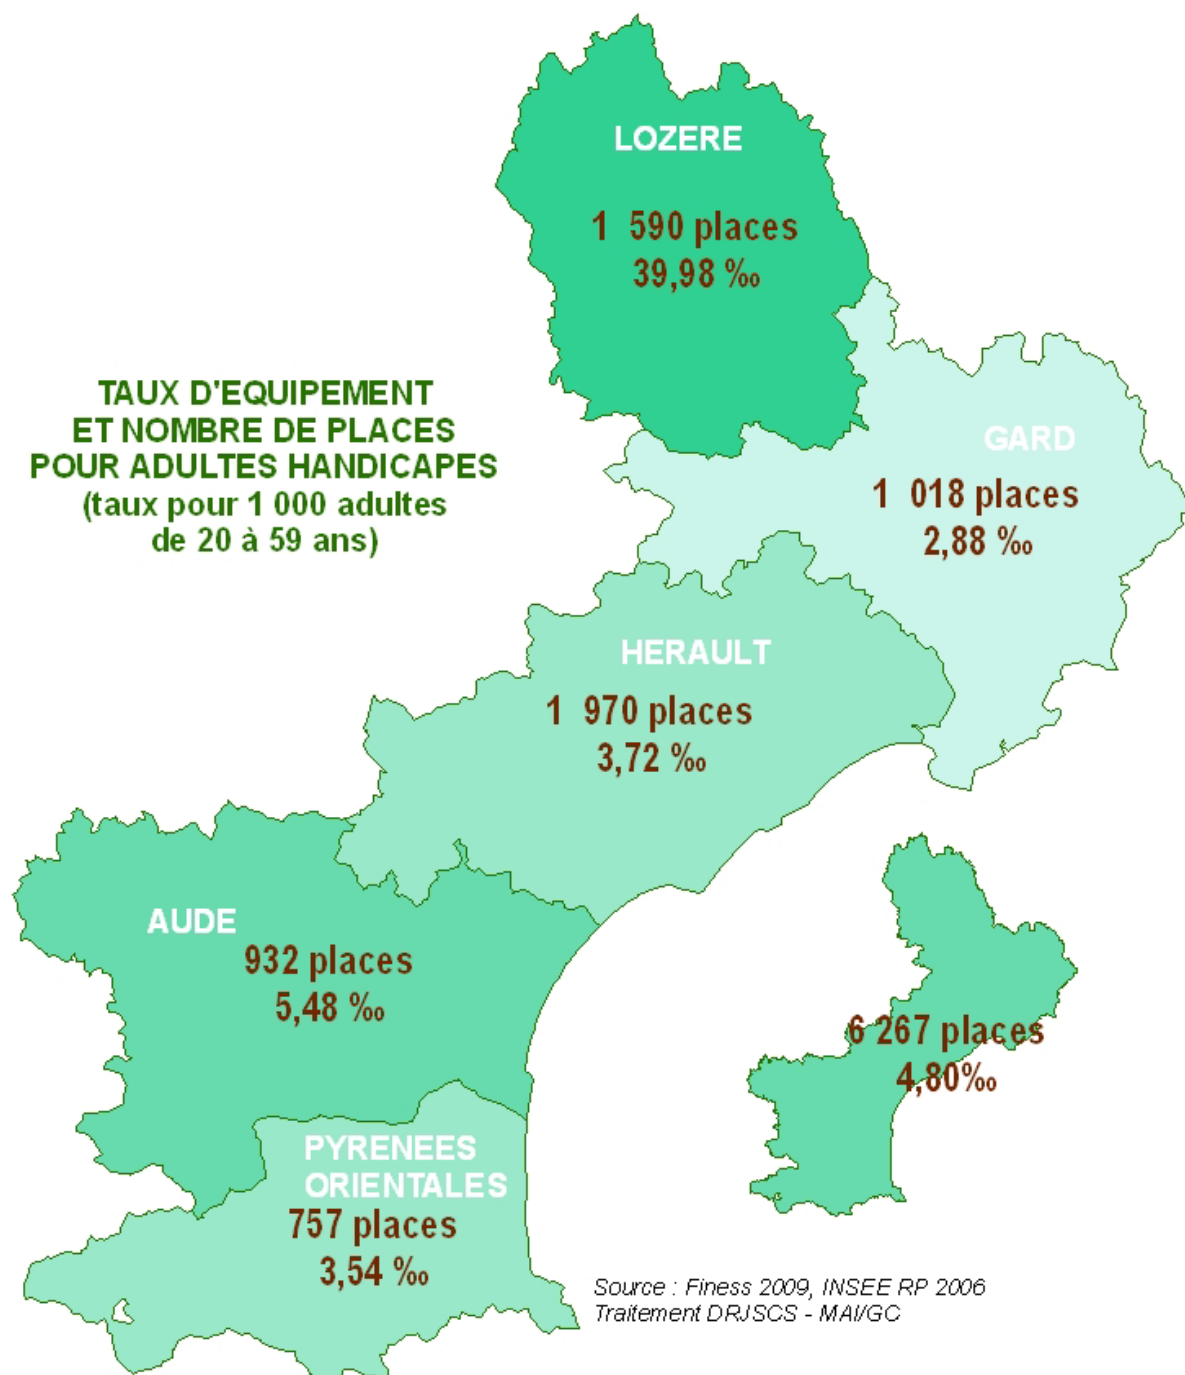 LOZERE
1 590 places
39,98 ‰
TAUX D'EQUIPEMENT
ET NOMBRE DE PLACES
POUR ADULTES HANDICAPES
(taux pour 1 000 adultes
de 20 à 59 ans)
GARD
1 018 places
2,88 ‰
HERAULT
1 970 places
3,72 ‰
AUDE
932 places
5,48 ‰
6 267 places
4,80‰
PYRENEES
ORIENTALES
757 places
3,54 ‰
Source : Finess 2009, INSEE RP 2006
Traitement DRJSCS - MAI/GC